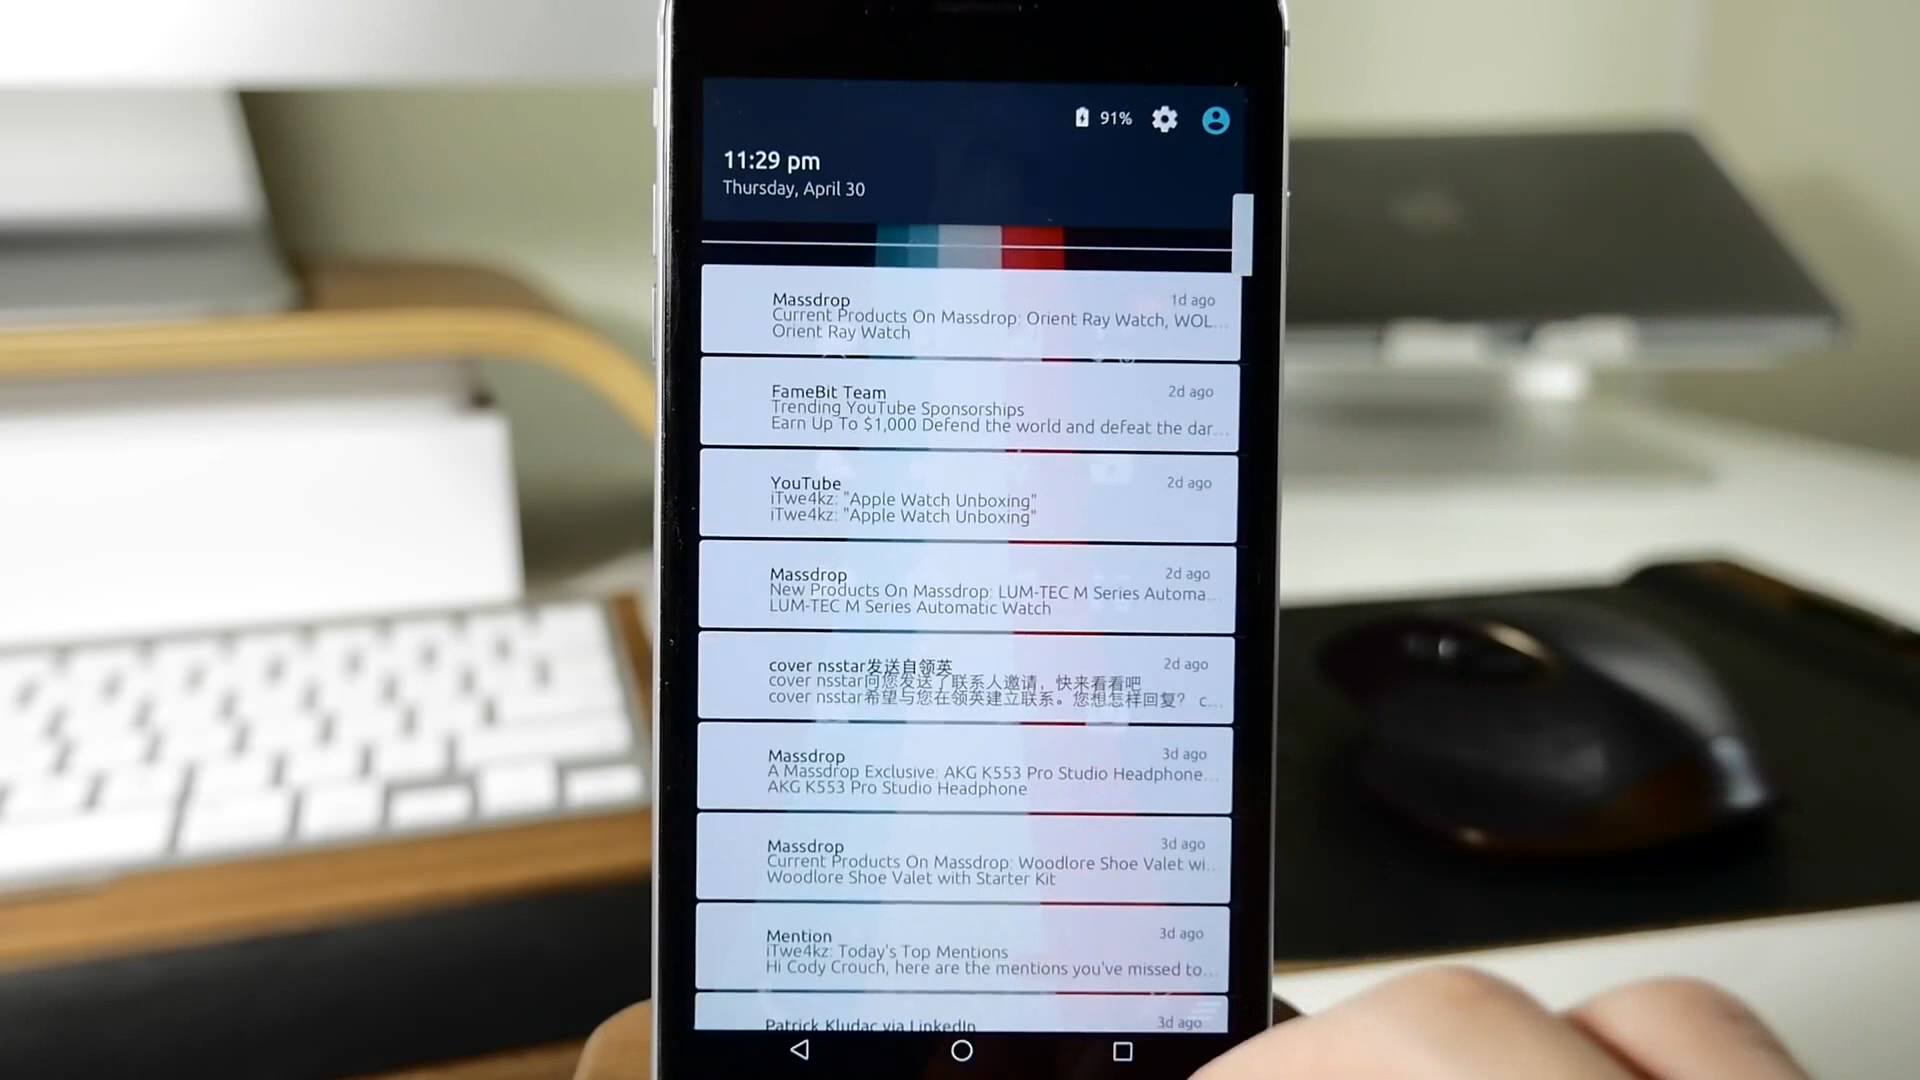 91%
11:29 pm
Thursday, April 30
Massdrop 1d ago
Current Products On Massdrop: Orient Ray Watch, WOL...
Orient Ray Watch
FameBit Team 2d ago
Trending YouTube Sponsorships
Earn Up To $1,000 Defend the world and defeat the dar...
YouTube 2d ago
iTwe4kz: "Apple Watch Unboxing"
iTwe4kz: "Apple Watch Unboxing"
Massdrop 2d ago
New Products On Massdrop: LUM-TEC M Series Automa...
LUM-TEC M Series Automatic Watch
cover nsstar发送自领英 2d ago
cover nsstar向您发送了联系人邀请，快来看看吧
cover nsstar希望与您在领英建立联系。您想怎样回复? c...
Massdrop 3d ago
A Massdrop Exclusive: AKG K553 Pro Studio Headphone...
AKG K553 Pro Studio Headphone
Massdrop 3d ago
Current Products On Massdrop: Woodlore Shoe Valet wi...
Woodlore Shoe Valet with Starter Kit
Mention 3d ago
iTwe4kz: Today's Top Mentions
Hi Cody Crouch, here are the mentions you've missed to...
Patrick Kludac via LinkedIn 3d ago